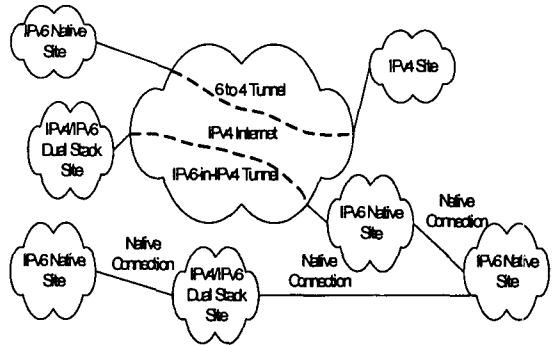 IPv6 Native
Site
6 to 4 Tunnel
IPv4 Site
IPv4 Internet
IPv4/IPv6
Dual Stack
Site
IPv6-in-IPv4 Tunnel
IPv6 Native
Site
Native
Connection
IPv6 Native
Site
Native
Connection
IPv4/IPv6
Dual Stack
Site
Native
Connection
IPv6 Native
Site